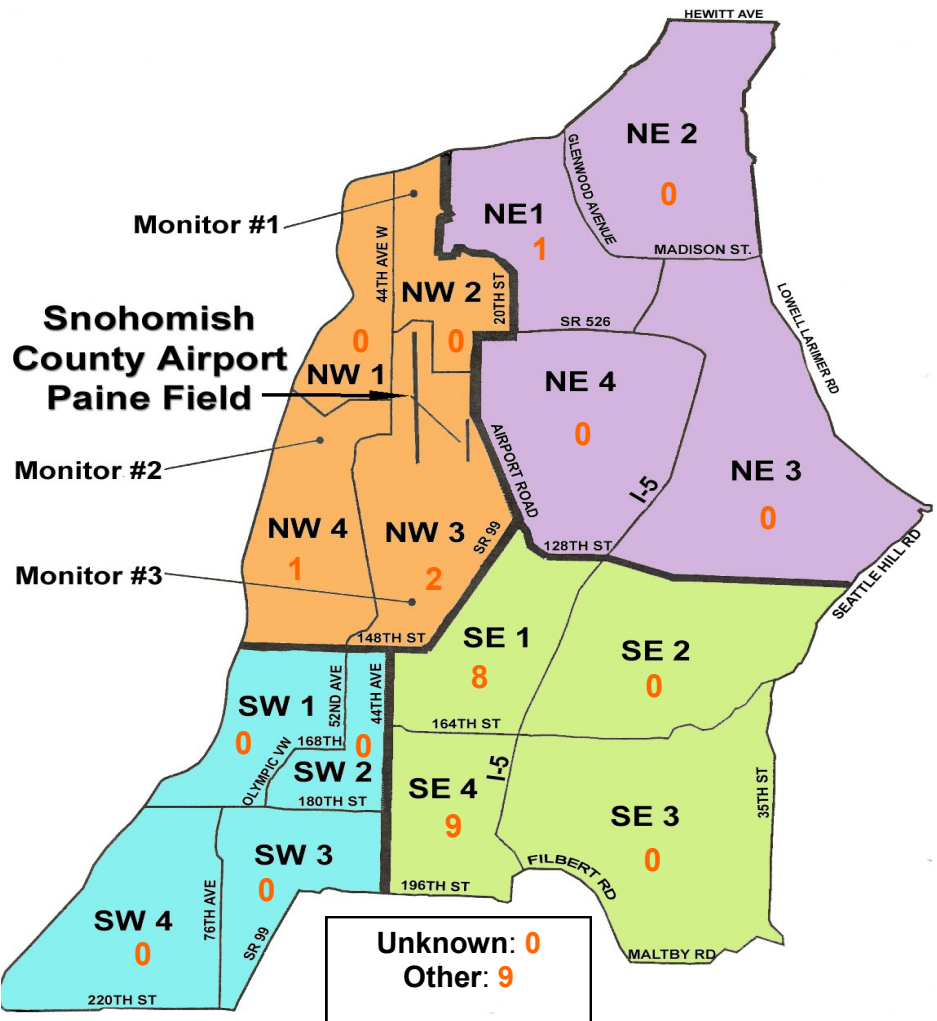 HEWITT AVE
NE 2
0
GLENWOOD AVENUE
MADISON ST.
Monitor #1
NE1
1
44TH AVE W
NW 2
0
20TH ST
SR 526
LOWELL LARIMER RD
Snohomish
County Airport
Paine Field
0
NW 1
NE 4
0
AIRPORT ROAD
I-5
NE 3
0
Monitor #2
NW 4
1
NW 3
2
SR 99
128TH ST
SEATTLE HILL RD
Monitor #3
148TH ST
SE 1
8
SE 2
0
SW 1
0
52ND AVE
44TH AVE
168TH
0
SW 2
OLYMPIC VW
180TH ST
164TH ST
I-5
SE 4
9
SE 3
0
35TH ST
SW 3
0
76TH AVE
SR 99
196TH ST
FILBERT RD
MALTBY RD
SW 4
0
220TH ST
Unknown: 0
Other: 9